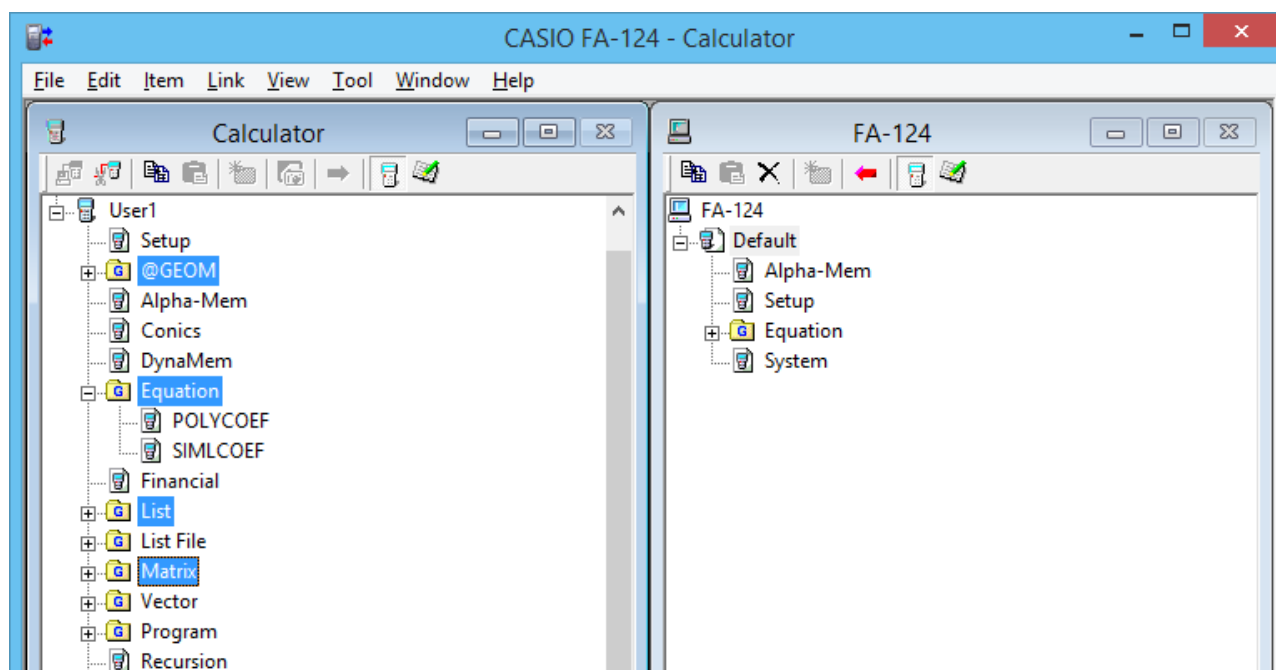 CASIO FA-124 - Calculator
File Edit Item Link View Tool Window Help
Calculator
User1
Setup
G @GEOM
Alpha-Mem
Conics
DynaMem
G Equation
POLYCOEF
SIMLCOEF
Financial
G List
G List File
G Matrix
G Vector
G Program
Recursion
FA-124
FA-124
Default
Alpha-Mem
Setup
G Equation
System